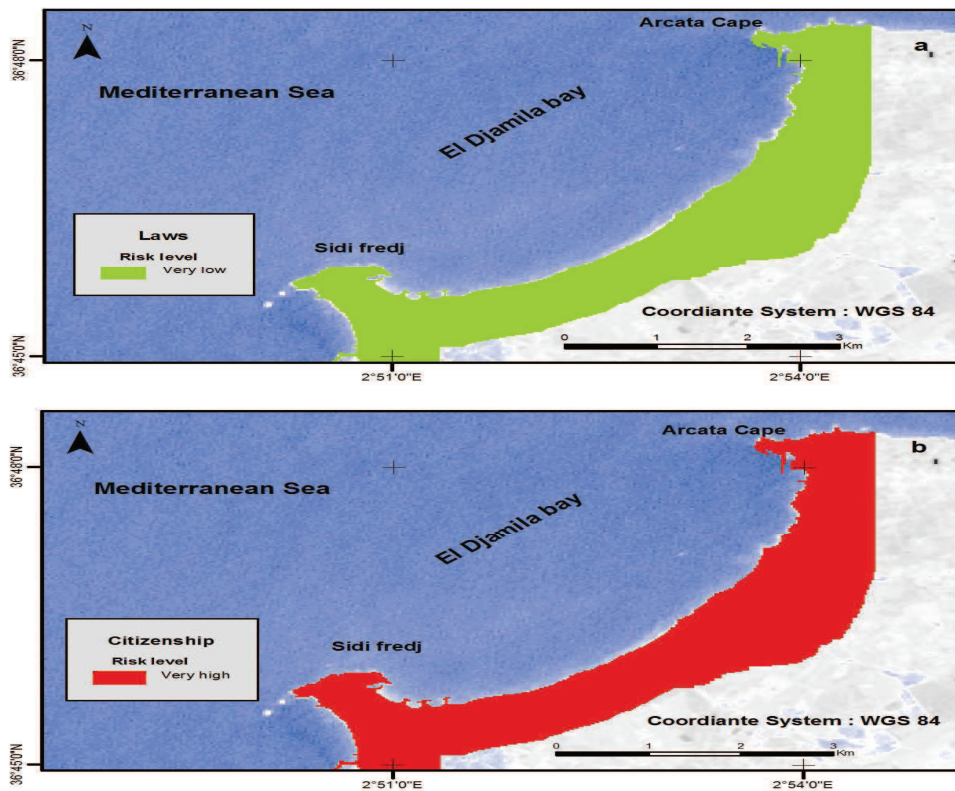 Arcata Cape
a
N
36°48'0"N
Mediterranean Sea
El Djamila bay
Laws
Risk level
Very low
Sidi fredj
Coordiante System : WGS 84
0 1 2 3
Km
36°45'0"N
2°51'0"E 2°54'0"E
Arcata Cape
b
N
36°48'0"N
Mediterranean Sea
El Djamila bay
Citizenship
Risk level
Very high
Sidi fredj
Coordiante System : WGS 84
0 1 2 3
Km
36°45'0"N
2°51'0"E 2°54'0"E